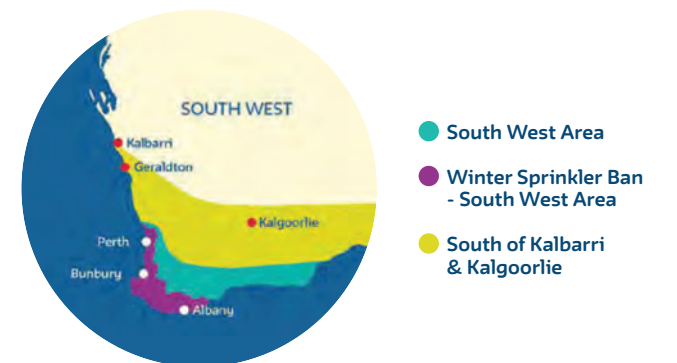 SOUTH WEST
Kalbarri
Geraldton
Kalgoorlie
Perth
Bunbury
Albany
South West Area
Winter Sprinkler Ban
- South West Area
South of Kalbarri
& Kalgoorlie